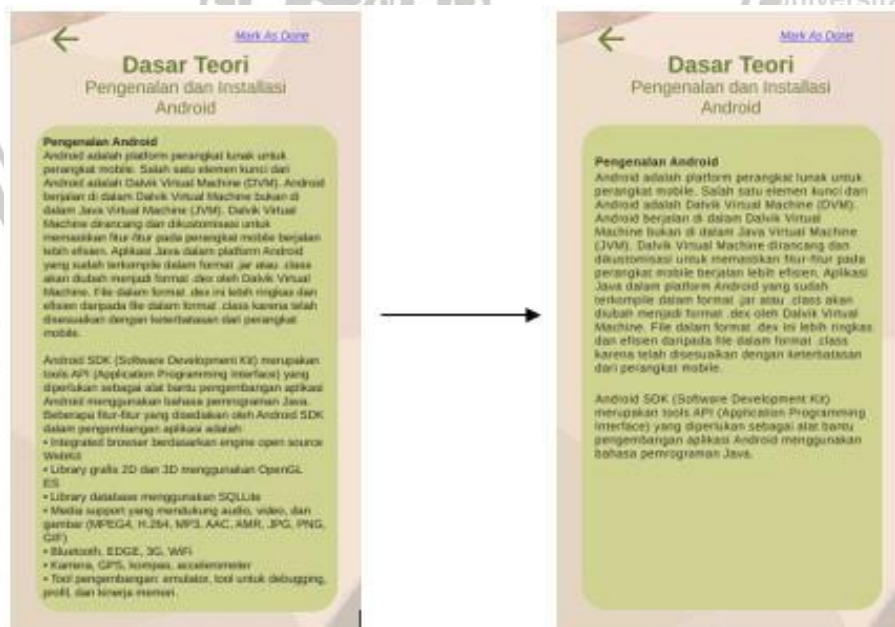 Mark As Done
Dasar Teori
Pengenalan dan Installasi
Android
Pengenalan Android
Android adalah platform perangkat lunak untuk
perangkat mobile. Salah satu elemen kunci dari
Android adalah Dalvik Virtual Machine (DVM). Android
berjalan di dalam Dalvik Virtual Machine bukan di
dalam Java Virtual Machine (JVM). Dalvik Virtual
Machine dirancang dan dikustomisasi untuk
memastikan fitur-fitur pada perangkat mobile berjalan
lebih efisien. Aplikasi Java dalam platform Android
yang sudah terkompile dalam format .jar atau .class
akan diubah menjadi format .dex oleh Dalvik Virtual
Machine. File dalam format .dex ini lebih ringkas dan
efisien daripada file dalam format .class karena telah
disesuaikan dengan keterbatasan dari perangkat
mobile.
Android SDK (Software Development Kit) merupakan
tools API (Application Programming Interface) yang
diperlukan sebagai alat bantu pengembangan aplikasi
Android menggunakan bahasa pemrograman Java.
Beberapa fitur-fitur yang disediakan oleh Android SDK
dalam pengembangan aplikasi adalah
• Integrated browser berdasarkan engine open source
WebKit
• Library grafis 2D dan 3D menggunakan OpenGL
ES
• Library database menggunakan SQLLite
• Media support yang mendukung audio, video, dan
gambar (MPEG4, H.264, MP3, AAC, AMR, JPG, PNG,
GIF)
• Bluetooth, EDGE, 3G, WiFi
• Kamera, GPS, kompas, accelerometer
• Tool pengembangan: emulator, tool untuk debugging,
profil, dan kinerja memori.
Mark As Done
Dasar Teori
Pengenalan dan Installasi
Android
Pengenalan Android
Android adalah platform perangkat lunak untuk
perangkat mobile. Salah satu elemen kunci dari
Android adalah Dalvik Virtual Machine (DVM).
Android berjalan di dalam Dalvik Virtual
Machine bukan di dalam Java Virtual Machine
(JVM). Dalvik Virtual Machine dirancang dan
dikustomisasi untuk memastikan fitur-fitur pada
perangkat mobile berjalan lebih efisien. Aplikasi
Java dalam platform Android yang sudah
terkompile dalam format .jar atau .class akan
diubah menjadi format .dex oleh Dalvik Virtual
Machine. File dalam format .dex ini lebih ringkas
dan efisien daripada file dalam format .class
karena telah disesuaikan dengan keterbatasan
dari perangkat mobile.
Android SDK (Software Development Kit)
merupakan tools API (Application Programming
Interface) yang diperlukan sebagai alat bantu
pengembangan aplikasi Android menggunakan
bahasa pemrograman Java.